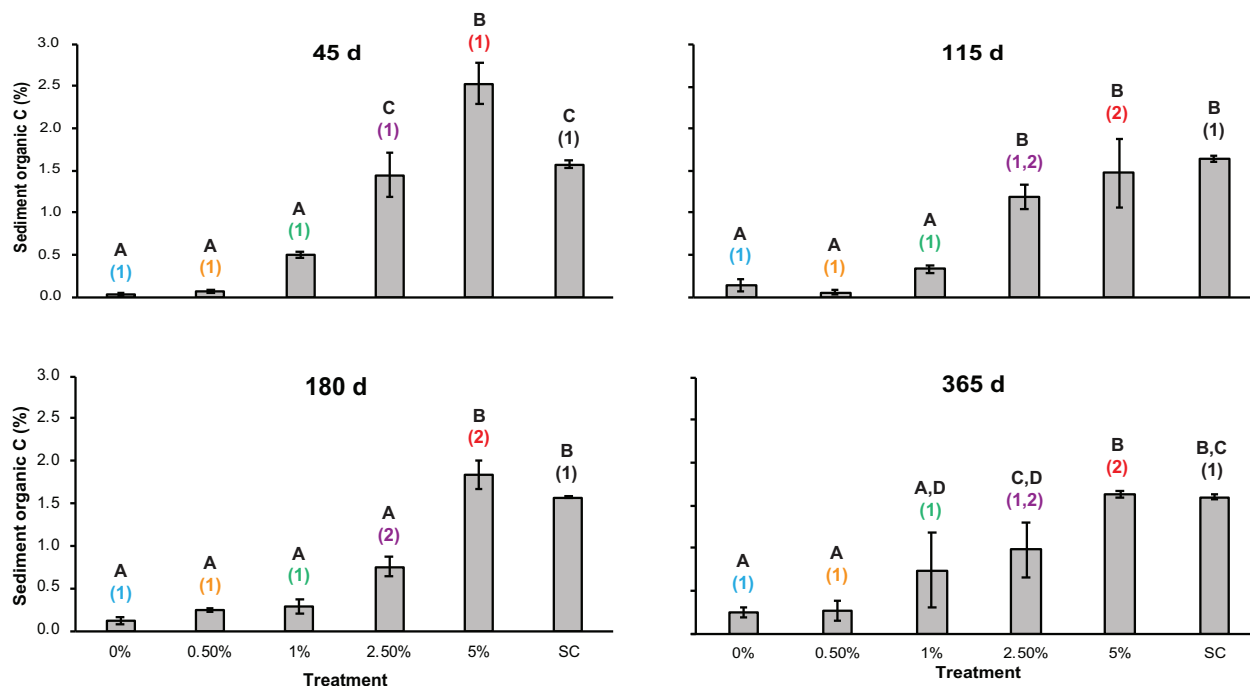 45 d
Sediment organic C (%)
3.0
2.5
2.0
1.5
1.0
0.5
0.0
A
(1)
A
(1)
A
(1)
C
(1)
B
(1)
C
(1)
115 d
A
(1)
A
(1)
A
(1)
B
(1,2)
B
(2)
B
(1)
180 d
Sediment organic C (%)
3.0
2.5
2.0
1.5
1.0
0.5
0.0
A
(1)
A
(1)
A
(1)
A
(2)
B
(2)
B
(1)
0% 0.50% 1% 2.50% 5% SC
Treatment
365 d
A
(1)
A
(1)
A,D
(1)
C,D
(1,2)
B
(2)
B,C
(1)
0% 0.50% 1% 2.50% 5% SC
Treatment